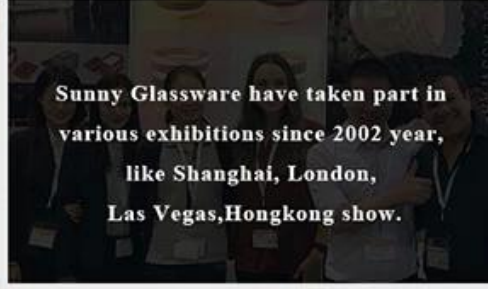 Sunny Glassware have taken part in
various exhibitions since 2002 year,
like Shanghai, London,
Las Vegas,Hongkong show.